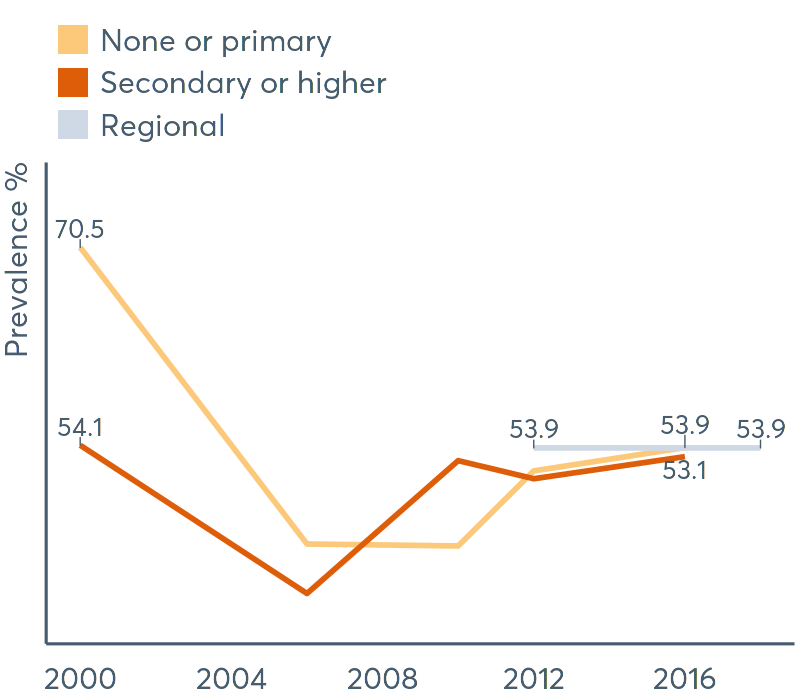 None or primary
Secondary or higher
Regional
Prevalence %
70.5
54.1
53.9
53.9
53.9
53.1
2000
2004
2008
2012
2016